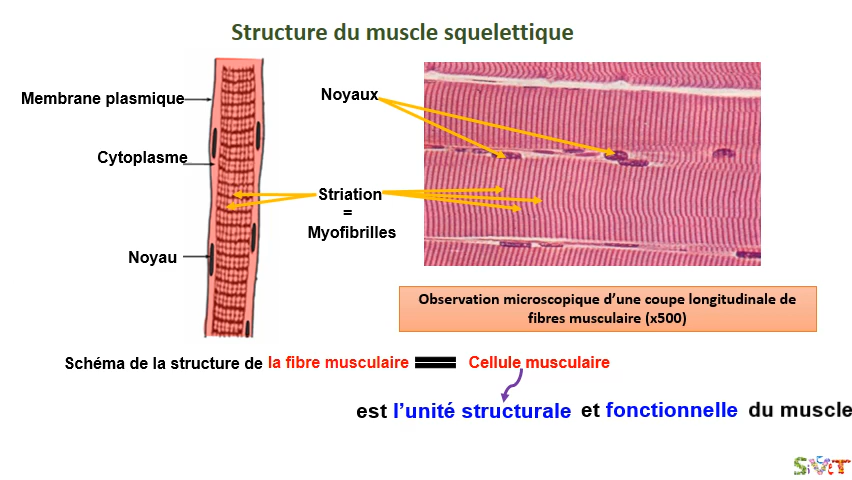 Structure du muscle squelettique
Membrane plasmique
Noyaux
Cytoplasme
Striation
=
Myofibrilles
Noyau
Observation microscopique d'une coupe longitudinale de
fibres musculaire (x500)
Schéma de la structure de la fibre musculaire = Cellule musculaire
est l'unité structurale et fonctionnelle du muscle